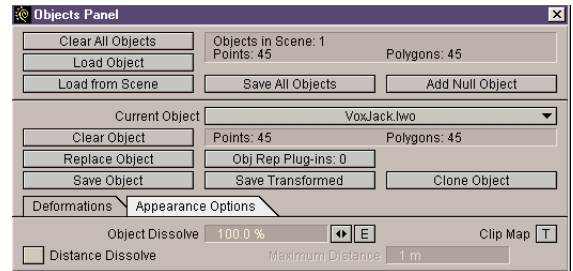 Objects Panel
Clear All Objects
Objects in Scene: 1
Points: 45 Polygons: 45
Load Object
Load from Scene Save All Objects Add Null Object
Current Object VoxJack.lwo
Clear Object Points: 45 Polygons: 45
Replace Object Obj Rep Plug-ins: 0
Save Object Save Transformed Clone Object
Deformations Appearance Options
Object Dissolve 100.0 % E Clip Map T
Distance Dissolve Maximum Distance 1 m